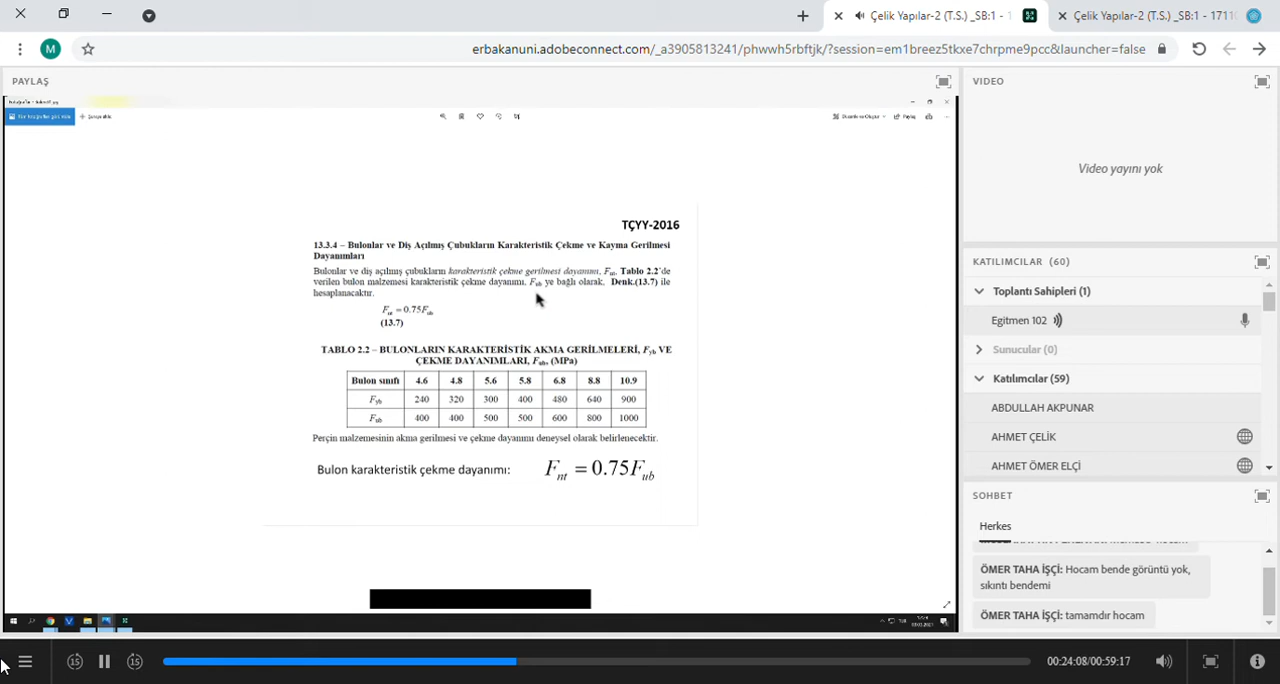 Çelik Yapılar-2 (T.S.) _SB:1 - 1
Çelik Yapılar-2 (T.S.) _SB:1 - 17110
M
erbakanuni.adobeconnect.com/_a3905813241/phwwh5rbftjk/?session=em1breez5tkxe7chrpme9pcc&launcher=false
PAYLAŞ
Paylaş
TÇYY-2016
13.3.4 – Bulonlar ve Diş Açılmış Çubukların Karakteristik Çekme ve Kayma Gerilmesi
Dayanımları
Bulonlar ve diş açılmış çubukların karakteristik çekme gerilmesi dayanımı, Fnt, Tablo 2.2'de
verilen bulon malzemesi karakteristik çekme dayanımı, Fub ye bağlı olarak, Denk.(13.7) ile
hesaplanacaktır.
Fnt = 0.75Fub
(13.7)
TABLO 2.2 – BULONLARIN KARAKTERİSTİK AKMA GERİLMELERİ, Fyb VE
ÇEKME DAYANIMLARI, Fub, (MPa)
Bulon sınıfı 4.6 4.8 5.6 5.8 6.8 8.8 10.9
Fyb 240 320 300 400 480 640 900
Fub 400 400 500 500 600 800 1000
Perçin malzemesinin akma gerilmesi ve çekme dayanımı deneysel olarak belirlenecektir.
Bulon karakteristik çekme dayanımı: Fnt = 0.75Fub
VIDEO
Video yayını yok
KATILIMCILAR (60)
Toplantı Sahipleri (1)
Egitmen 102
Sunucular (0)
Katılımcılar (59)
ABDULLAH AKPUNAR
AHMET ÇELİK
AHMET ÖMER ELÇİ
SOHBET
Herkes
ÖMER TAHA İŞÇİ: Hocam bende görüntü yok,
sıkıntı bendemi
ÖMER TAHA İŞÇİ: tamamdır hocam
15
15
00:24:08/00:59:17